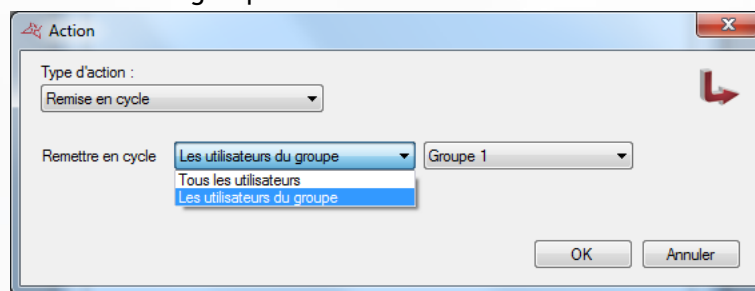 Action
Type d'action :
Remise en cycle
Remettre en cycle Les utilisateurs du groupe Groupe 1
Tous les utilisateurs
Les utilisateurs du groupe
OK Annuler